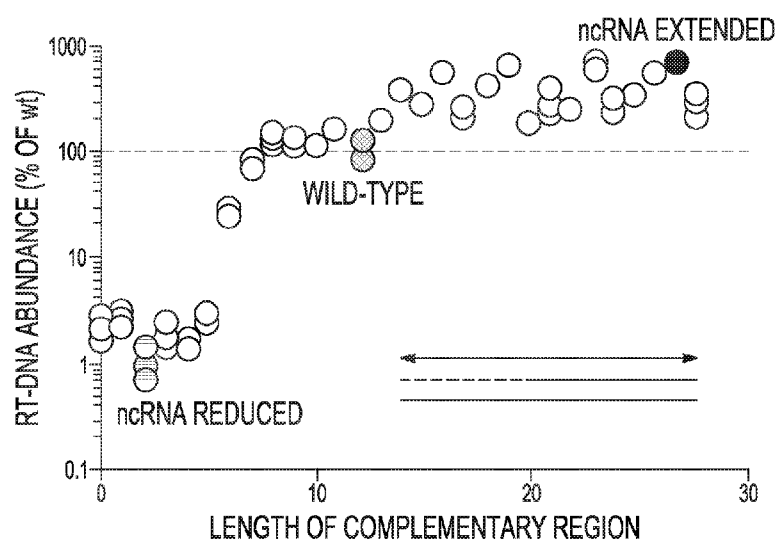 ncRNA EXTENDED
1000
100
10
1
0.1
RT-DNA ABUNDANCE (% OF wt)
WILD-TYPE
ncRNA REDUCED
0 10 20 30
LENGTH OF COMPLEMENTARY REGION